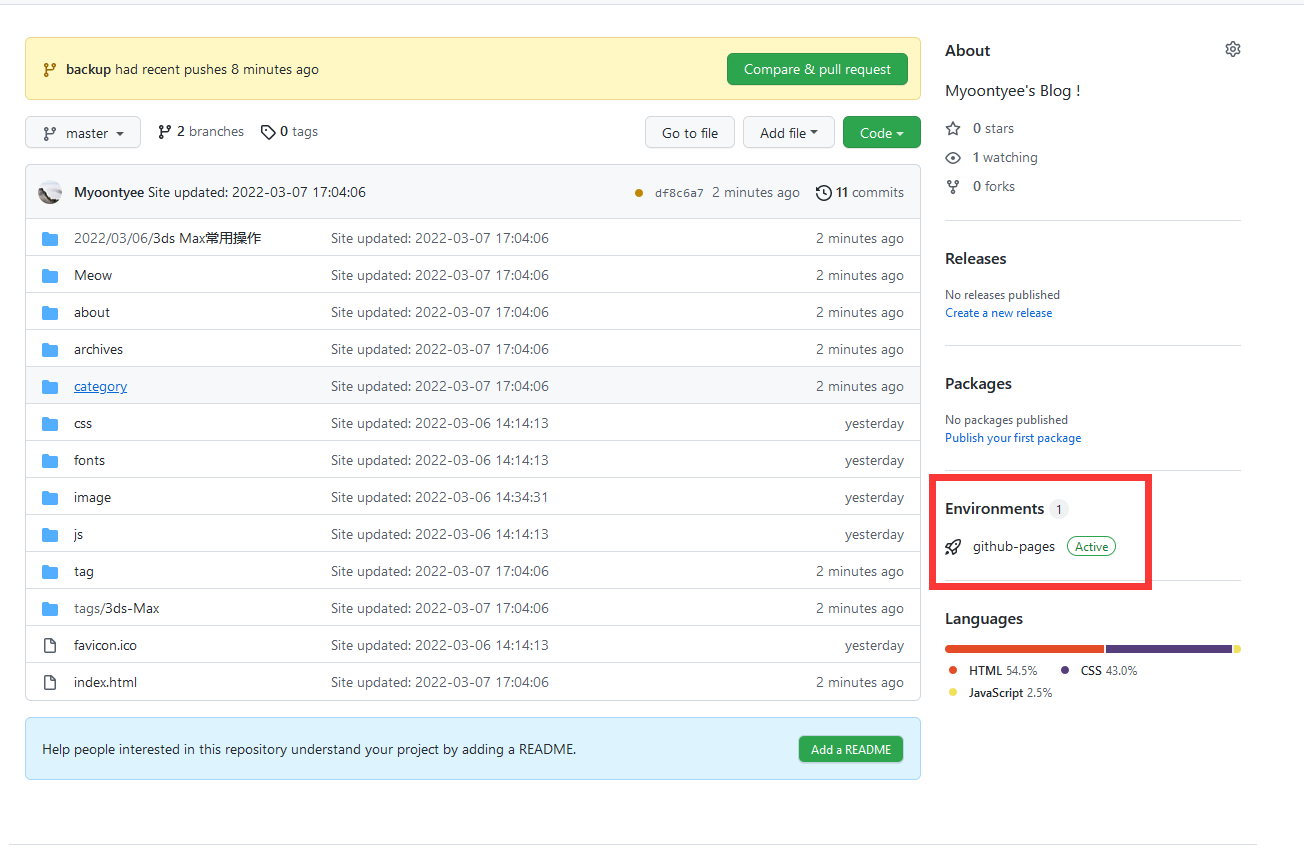 backup had recent pushes 8 minutes ago
Compare & pull request
master
2 branches
0 tags
Go to file
Add file
Code
Myoontyee Site updated: 2022-03-07 17:04:06
df8c6a7 2 minutes ago
11 commits
2022/03/06/3ds Max常用操作 Site updated: 2022-03-07 17:04:06 2 minutes ago
Meow Site updated: 2022-03-07 17:04:06 2 minutes ago
about Site updated: 2022-03-07 17:04:06 2 minutes ago
archives Site updated: 2022-03-07 17:04:06 2 minutes ago
category Site updated: 2022-03-07 17:04:06 2 minutes ago
css Site updated: 2022-03-06 14:14:13 yesterday
fonts Site updated: 2022-03-06 14:14:13 yesterday
image Site updated: 2022-03-06 14:34:31 yesterday
js Site updated: 2022-03-06 14:14:13 yesterday
tag Site updated: 2022-03-07 17:04:06 2 minutes ago
tags/3ds-Max Site updated: 2022-03-07 17:04:06 2 minutes ago
favicon.ico Site updated: 2022-03-06 14:14:13 yesterday
index.html Site updated: 2022-03-07 17:04:06 2 minutes ago
Help people interested in this repository understand your project by adding a README.
Add a README
About
Myoontyee's Blog !
0 stars
1 watching
0 forks
Releases
No releases published
Create a new release
Packages
No packages published
Publish your first package
Environments 1
github-pages Active
Languages
HTML 54.5% CSS 43.0%
JavaScript 2.5%